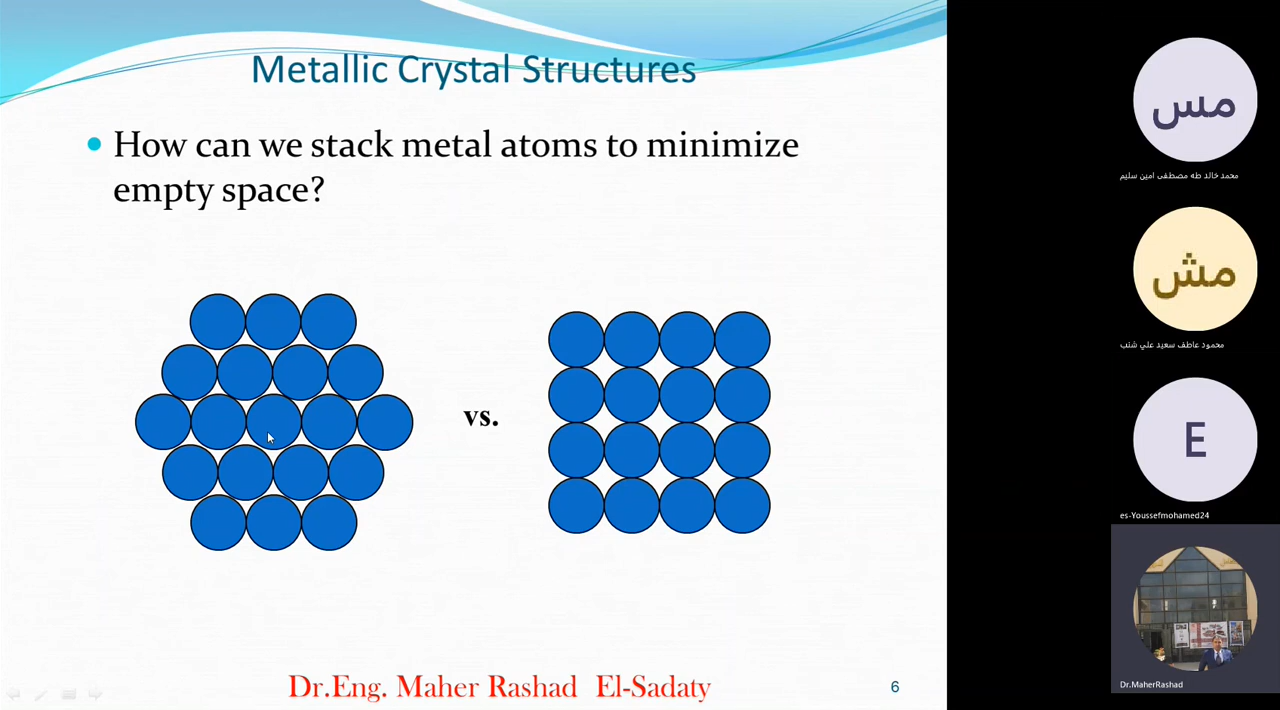 Metallic Crystal Structures
• How can we stack metal atoms to minimize
empty space?
vs.
Dr.Eng. Maher Rashad El-Sadaty
6
مس
محمد خالد طه مصطفى امين سليم
مش
محمود عاطف سعيد علي شنب
E
es-Youssefmohamed24
Dr.MaherRashad